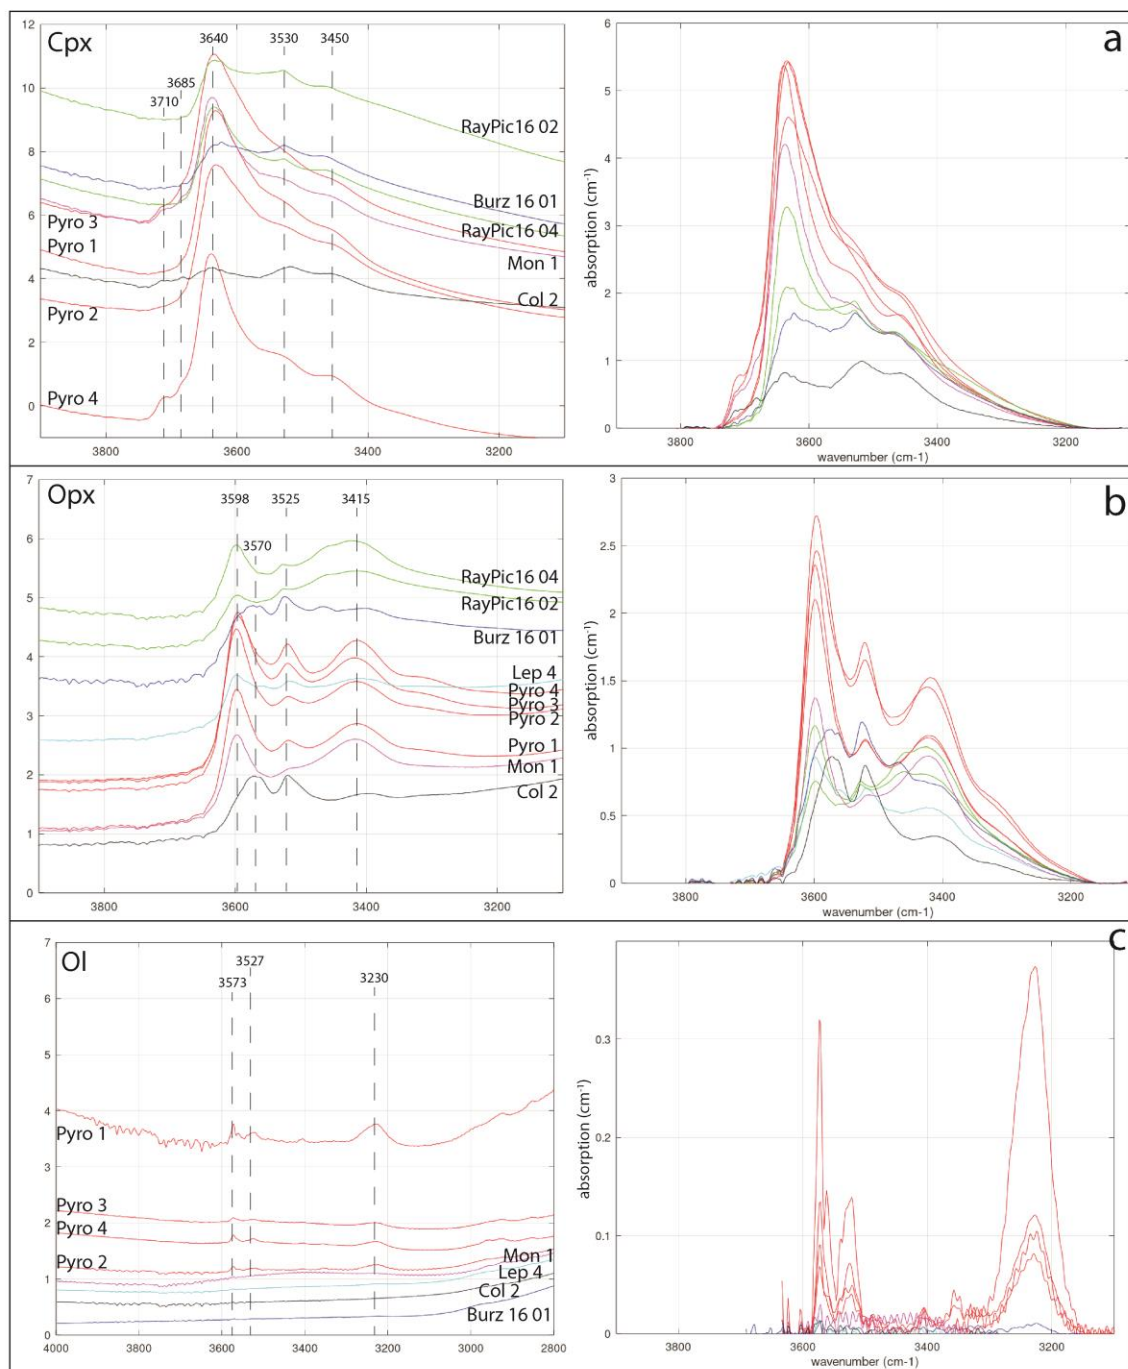 Cpx
3640
3530
3450
3685
3710
RayPic16 02
Burz 16 01
Pyro 3
RayPic16 04
Pyro 1
Mon 1
Col 2
Pyro 2
Pyro 4
12
10
8
6
4
2
0
3800
3600
3400
3200
a
6
5
4
3
2
1
0
absorption (cm-1)
3800
3600
3400
3200
wavenumber (cm-1)
Opx
3598
3525
3415
3570
RayPic16 04
RayPic16 02
Burz 16 01
Lep 4
Pyro 4
Pyro 3
Pyro 2
Pyro 1
Mon 1
Col 2
7
6
5
4
3
2
1
0
3800
3600
3400
3200
b
3
2.5
2
1.5
1
0.5
0
absorption (cm-1)
3800
3600
3400
3200
wavenumber (cm-1)
Ol
3527
3573
3230
Pyro 1
Pyro 3
Pyro 4
Pyro 2
Mon 1
Lep 4
Col 2
Burz 16 01
7
6
5
4
3
2
1
0
4000
3800
3600
3400
3200
3000
2800
c
0.3
0.2
0.1
0
absorption (cm-1)
3800
3600
3400
3200
wavenumber (cm-1)